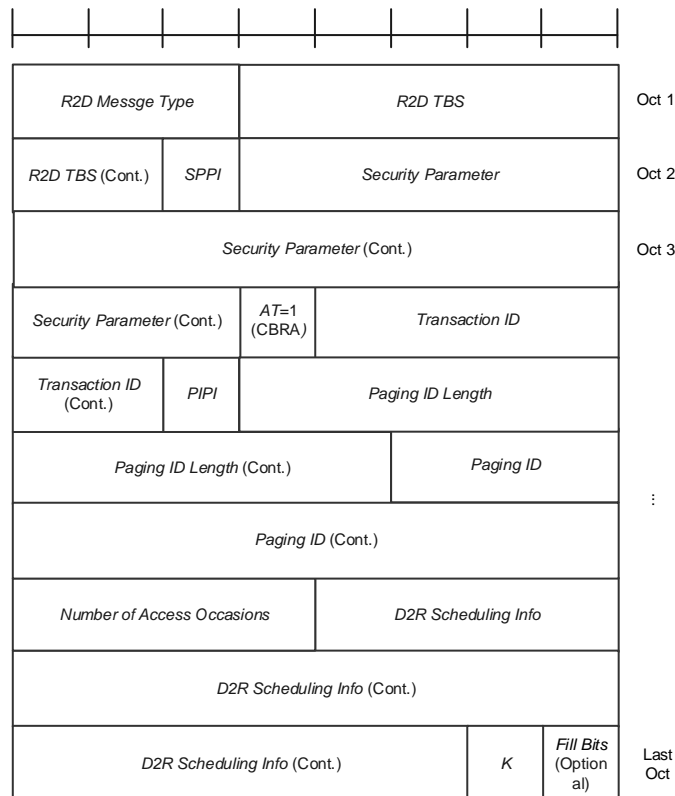 R2D Messge Type
R2D TBS
Oct 1
R2D TBS (Cont.)
SPPI
Security Parameter
Oct 2
Security Parameter (Cont.)
Oct 3
Security Parameter (Cont.)
AT=1
(CBRA)
Transaction ID
Transaction ID
(Cont.)
PIPI
Paging ID Length
Paging ID Length (Cont.)
Paging ID
...
Paging ID (Cont.)
Number of Access Occasions
D2R Scheduling Info
D2R Scheduling Info (Cont.)
D2R Scheduling Info (Cont.)
K
Fill Bits
(Option
al)
Last
Oct